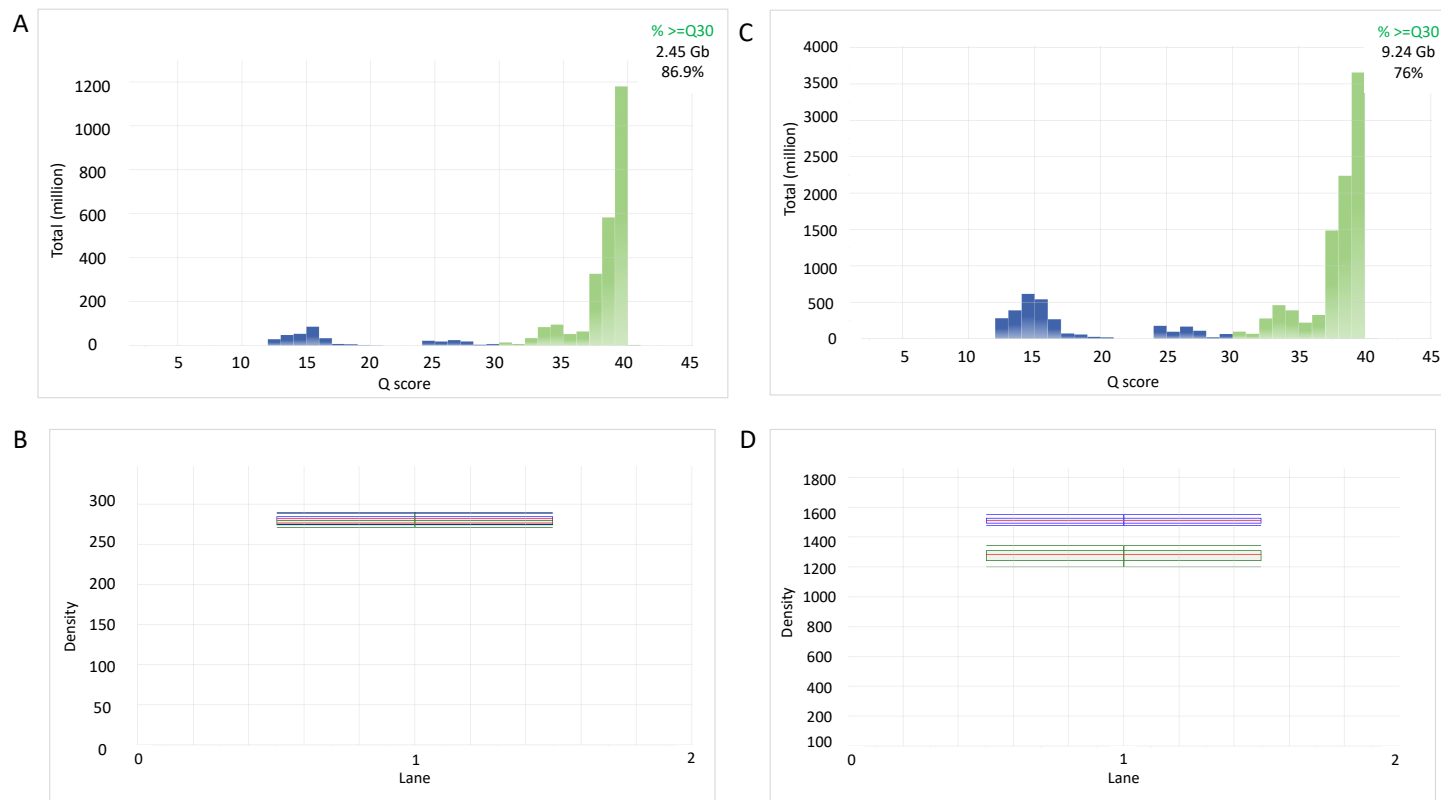 A
% >=Q30
2.45 Gb
86.9%
1200
1000
800
600
400
200
0
Total (million)
5 10 15 20 25 30 35 40 45
Q score
C
% >=Q30
9.24 Gb
76%
4000
3500
3000
2500
2000
1500
1000
500
0
Total (million)
5 10 15 20 25 30 35 40 45
Q score
B
300
250
200
150
100
50
0
Density
0 1 2
Lane
D
1800
1600
1400
1200
1000
800
600
400
200
100
Density
0 1 2
Lane